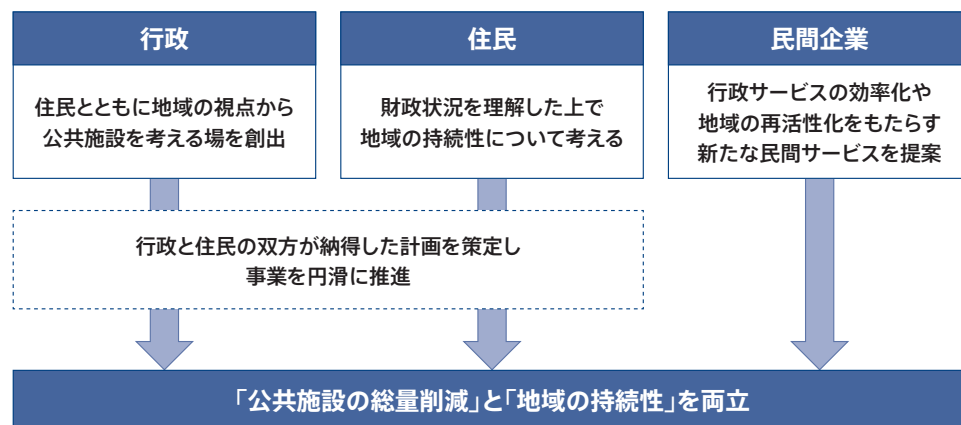 行政
住民とともに地域の視点から
公共施設を考える場を創出
住民
財政状況を理解した上で
地域の持続性について考える
民間企業
行政サービスの効率化や
地域の再活性化をもたらす
新たな民間サービスを提案
行政と住民の双方が納得した計画を策定し
事業を円滑に推進
「公共施設の総量削減」と「地域の持続性」を両立